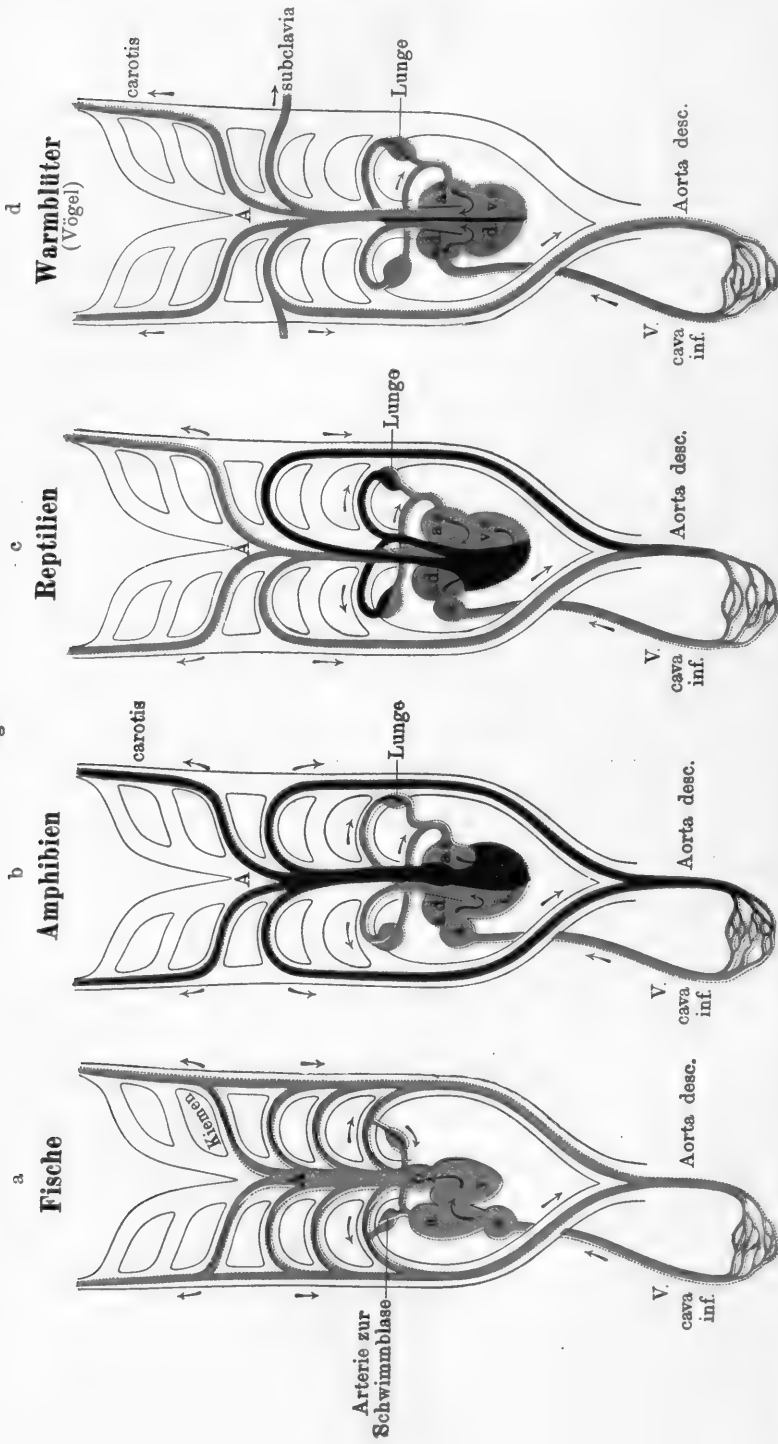 a
Fische
Kiemen
Arterie zur
Schwimmblase
V.
cava
inf.
Aorta desc.
b
Amphibien
carotis
A
Lunge
a
d
V.
cava
inf.
Aorta desc.
c
Reptilien
A
Lunge
a
v
d
V.
cava
inf.
Aorta desc.
d
Warmblüter
(Vögel)
carotis
subclavia
A
Lunge
a
v
d
d
V.
cava
inf.
Aorta desc.